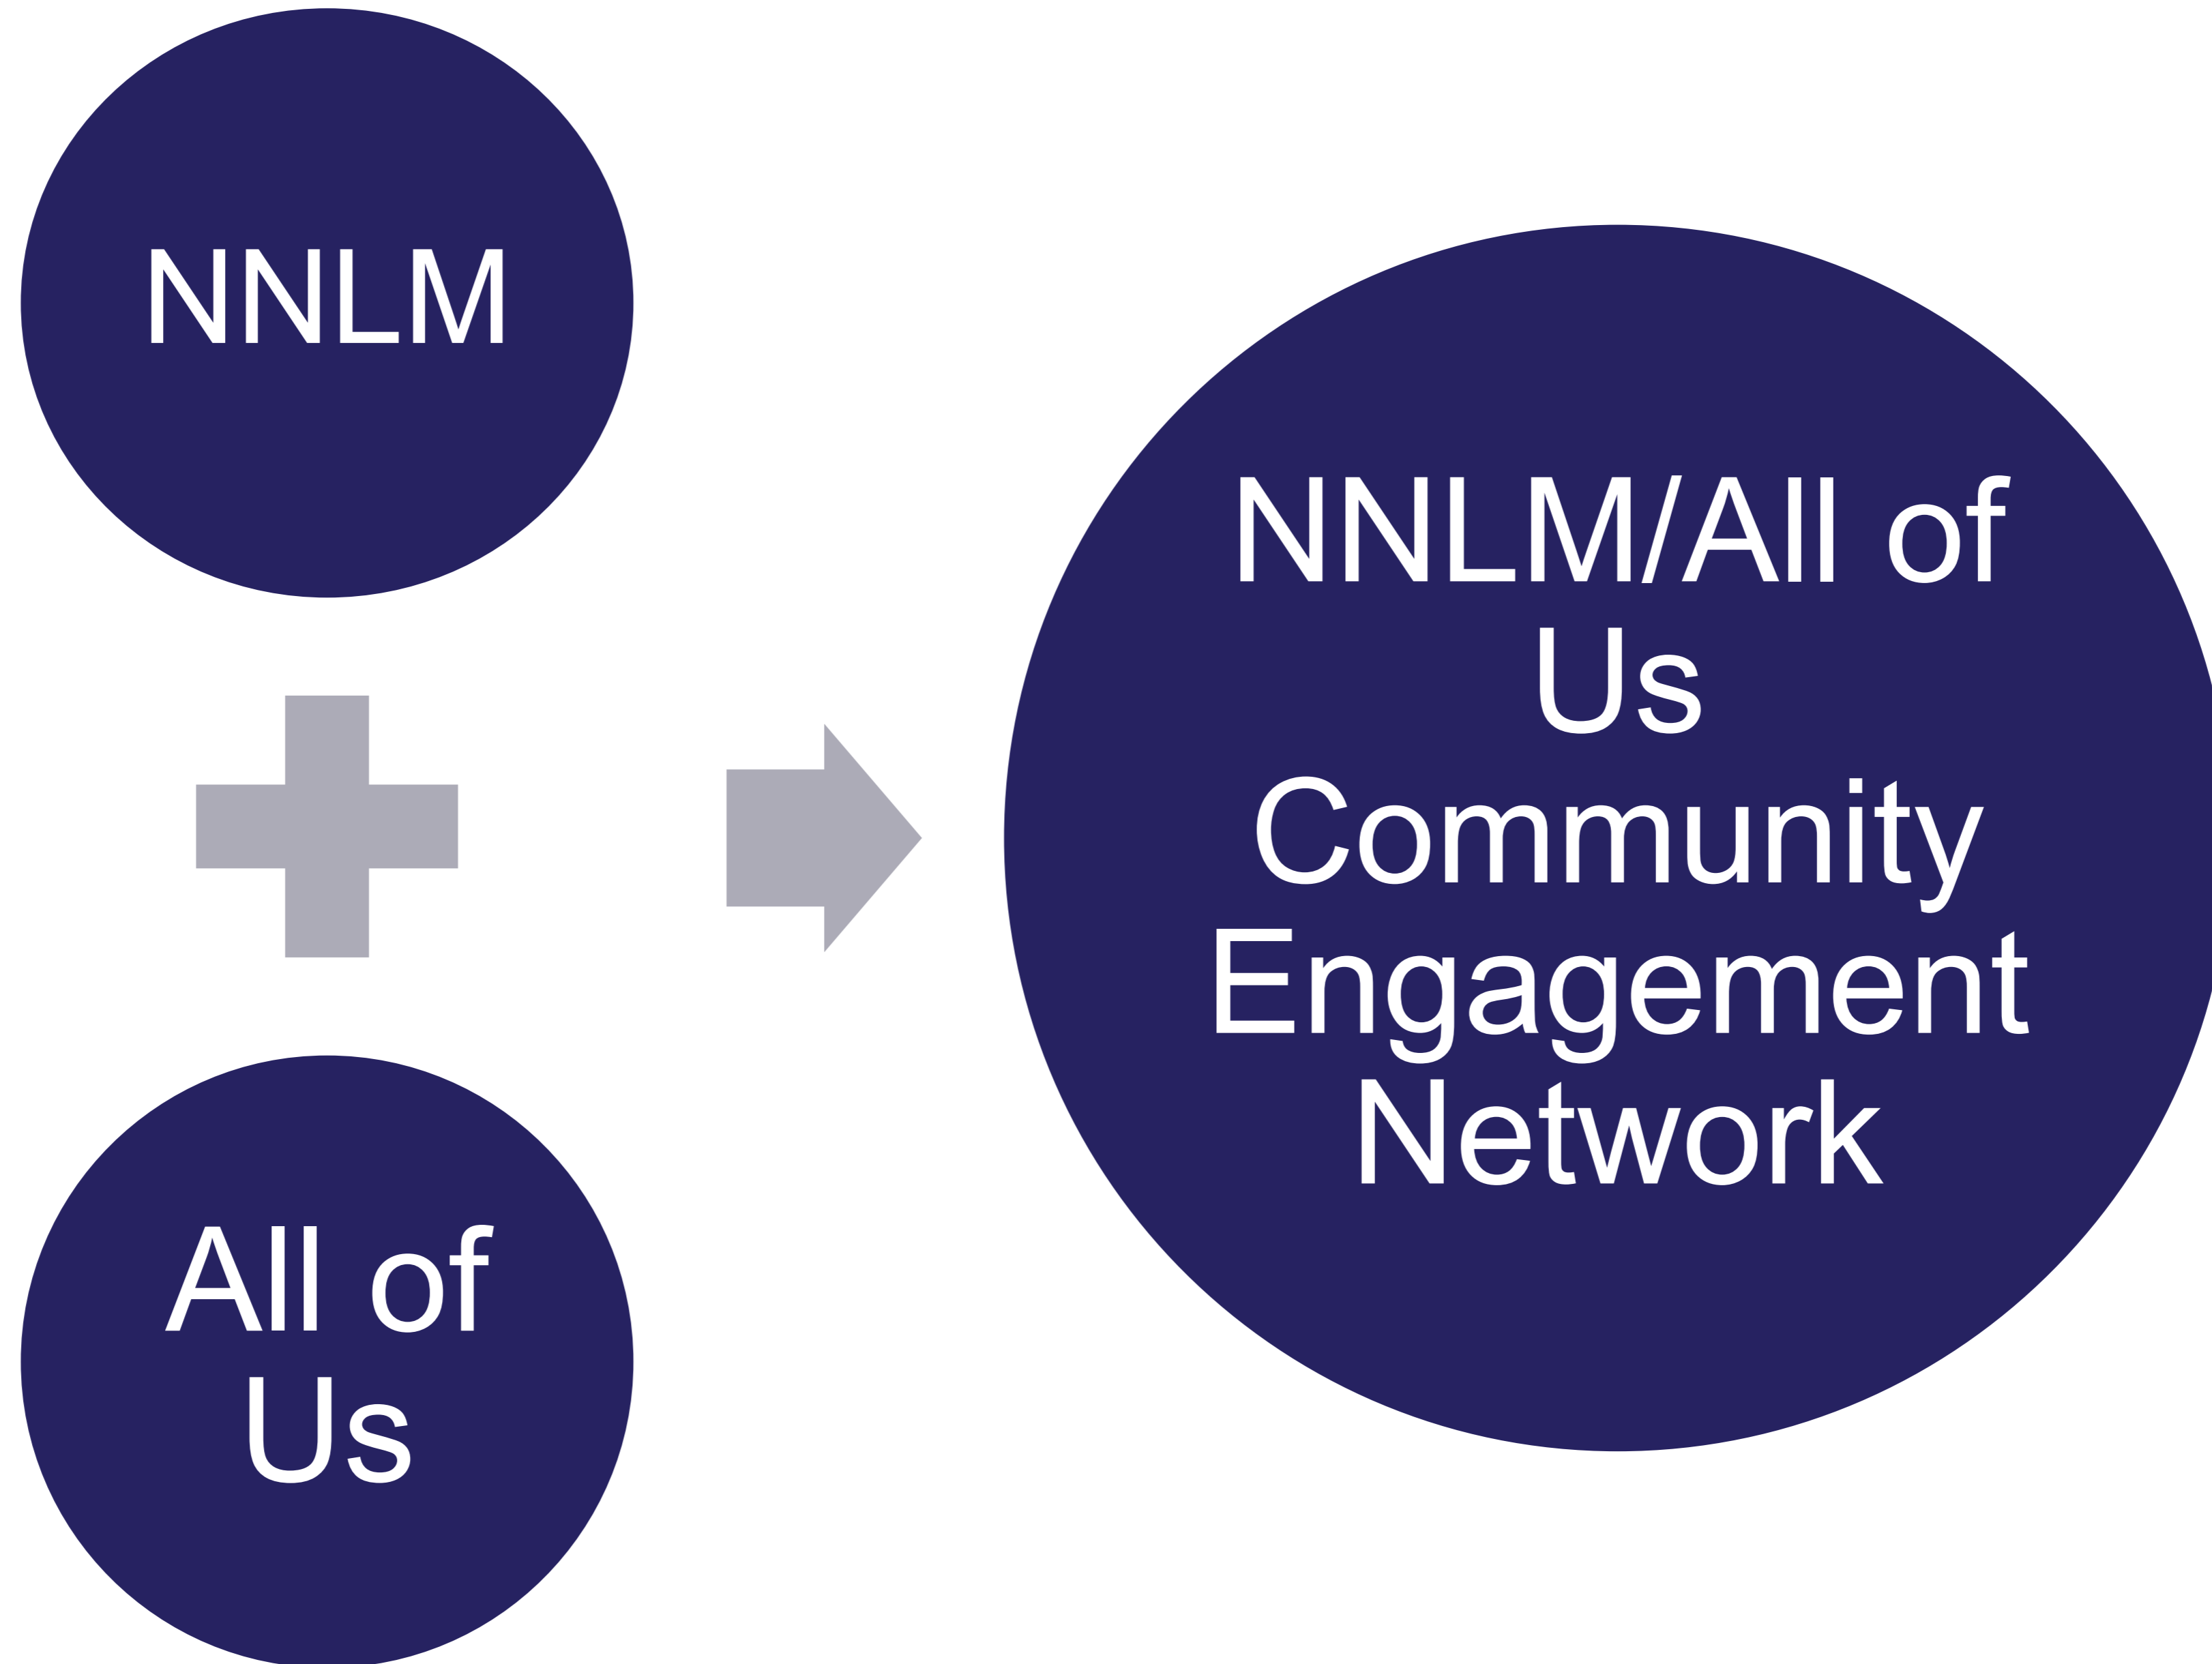 NNLM
All of
Us
NNLM/All of
Us
Community
Engagement
Network